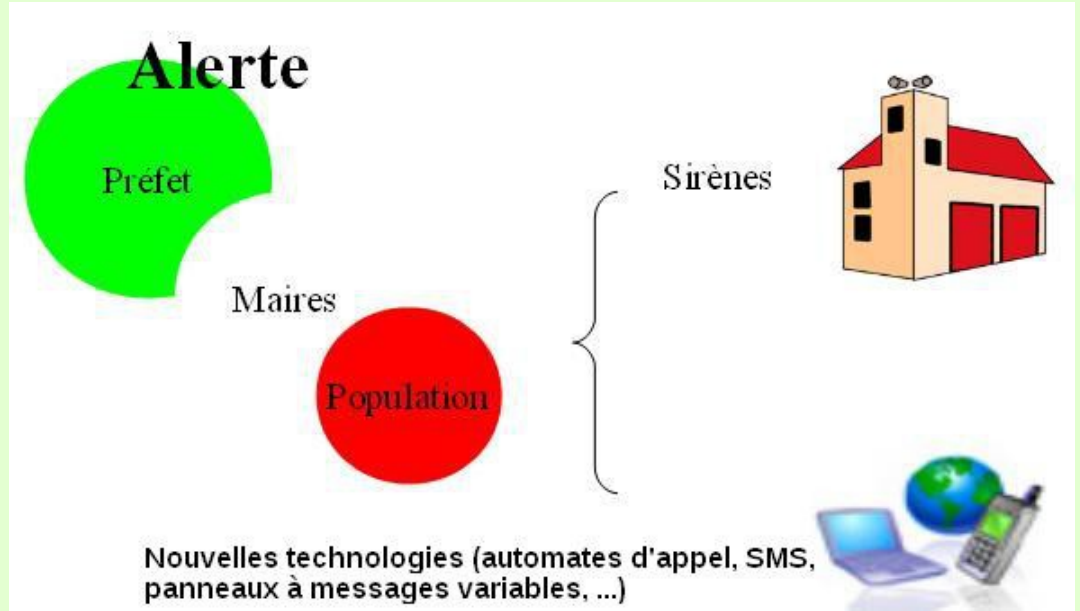 Alerte
Préfet
Sirènes
Maires
Population
Nouvelles technologies (automates d'appel, SMS,
panneaux à messages variables, ...)